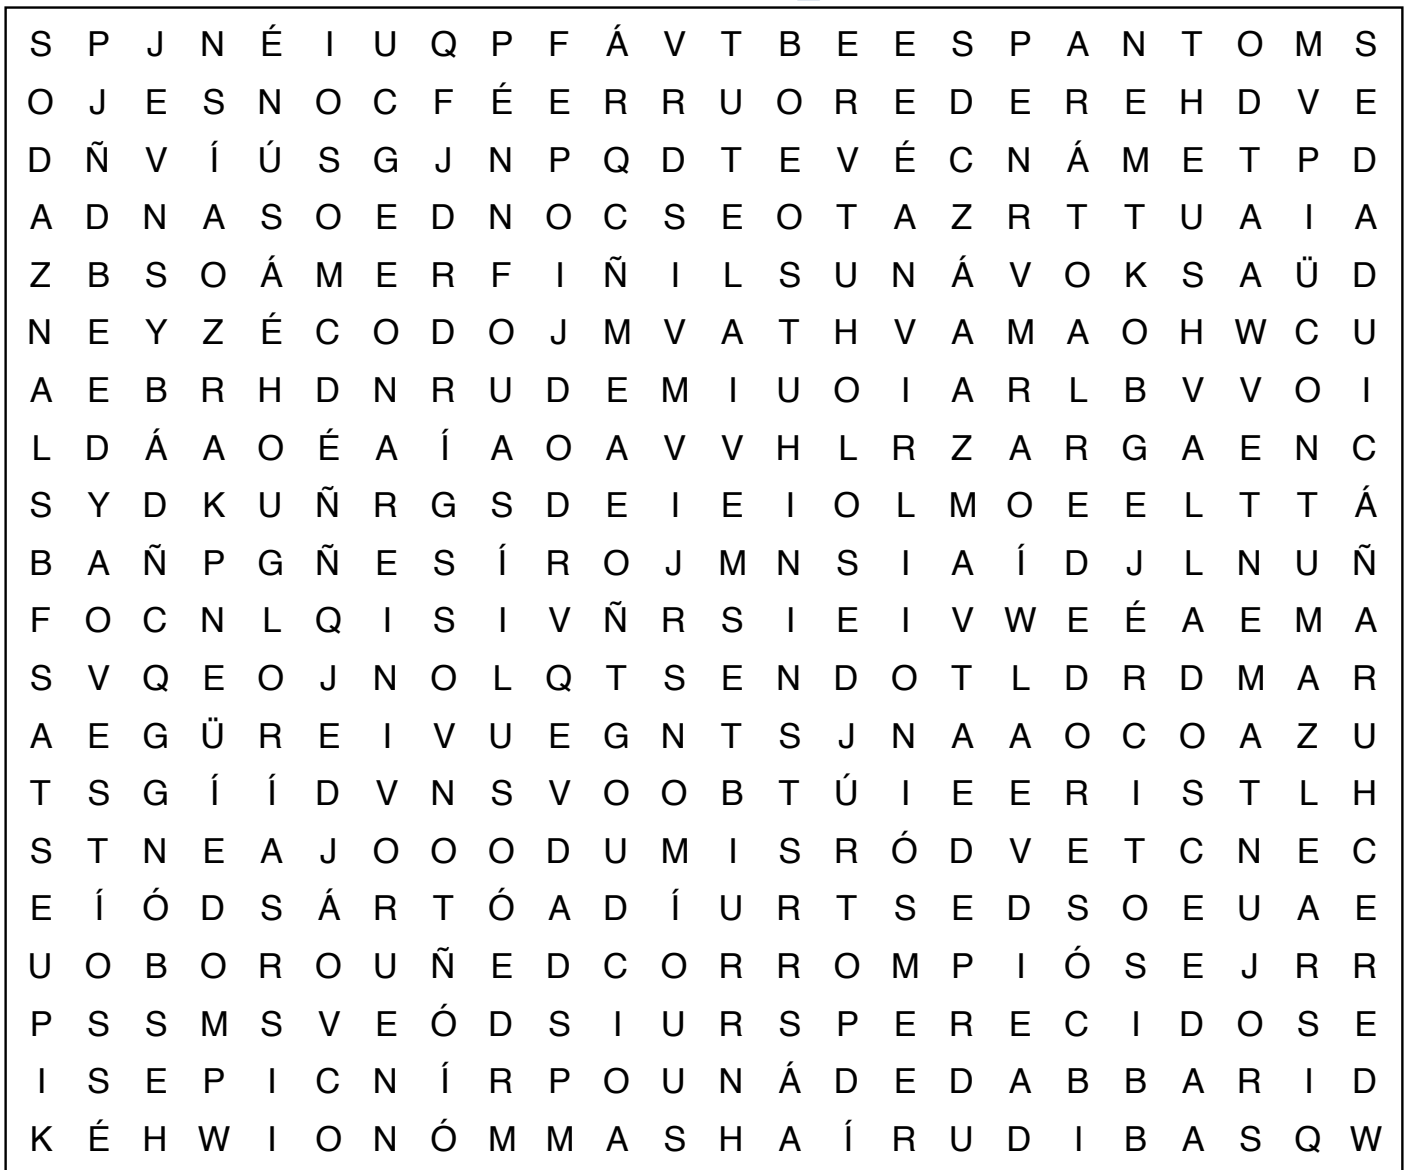 S P J N É I U Q P F Á V T B E E S P A N T O M S
O J E S N O C F É E R R U O R E D E R E H D V E
D Ñ V Í Ú S G J N P Q D T E V É C N Á M E T P D
A D N A S O E D N O C S E O T A Z R T T U A I A
Z B S O Á M E R F I Ñ I L S U N Á V O K S A Ü D
N E Y Z É C O D O J M V A T H V A M A O H W C U
A E B R H D N R U D E M I U O I A R L B V V O I
L D Á A O É A Í A O A V V H L R Z A R G A E N C
S Y D K U Ñ R G S D E I E I O L M O E E L T T Á
B A Ñ P G Ñ E S Í R O J M N S I A Í D J L N U Ñ
F O C N L Q I S I V Ñ R S I E I V W E É A E M A
S V Q E O J N O L Q T S E N D O T L D R D M A R
A E G Ü R E I V U E G N T S J N A A O C O A Z U
T S G Í Í D V N S V O O B T Ú I E E R I S T L H
S T N E A J O O O D U M I S R Ó D V E T C N E C
E Í Ó D S Á R T Ó A D Í U R T S E D S O E U A E
U O B O R O U Ñ E D C O R R O M P I Ó S E J R R
P S S M S V E Ó D S I U R S P E R E C I D O S E
I S E P I C N Í R P O U N Á D E D A B B A R I D
K É H W I O N Ó M M A S H A Í R U D I B A S Q W